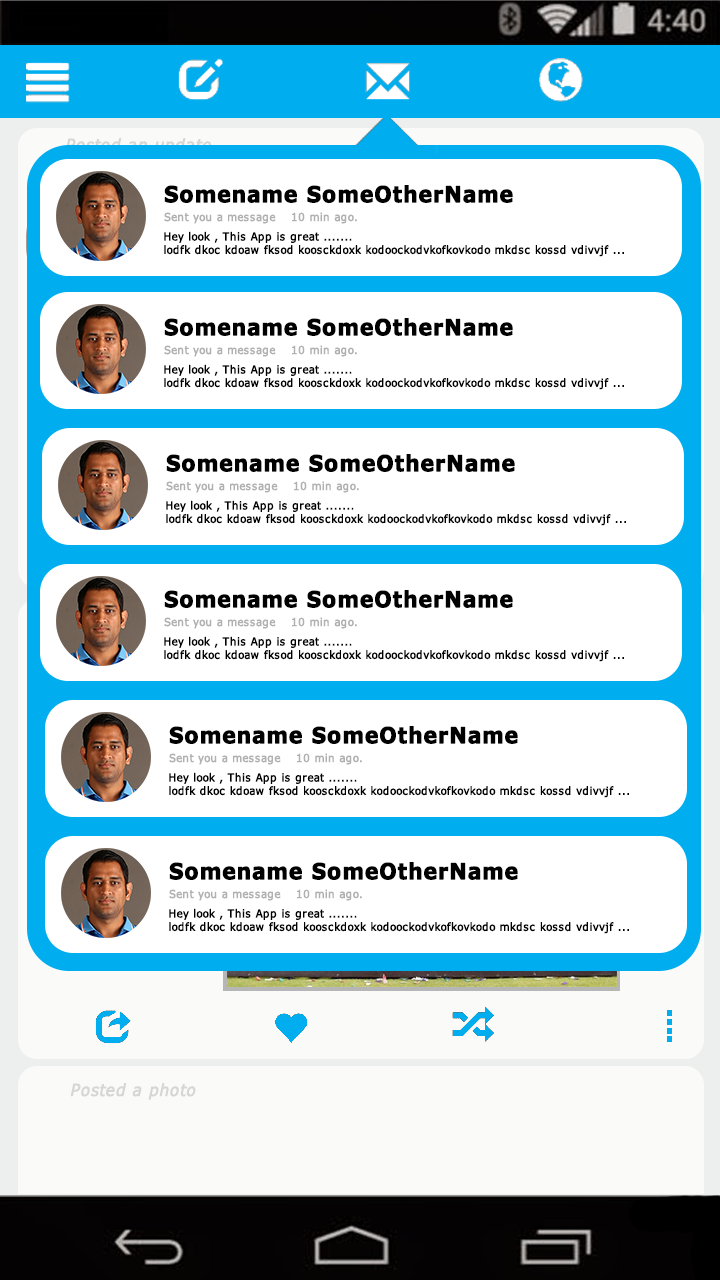 4:40
Posted an update
Somename SomeOtherName
Sent you a message 10 min ago.
Hey look , This App is great .......
lodfk dkoc kdoaw fksod koosckdoxk kodoockodvkofkovkodo mkdsc kossd vdivvjf ...
Somename SomeOtherName
Sent you a message 10 min ago.
Hey look , This App is great .......
lodfk dkoc kdoaw fksod koosckdoxk kodoockodvkofkovkodo mkdsc kossd vdivvjf ...
Somename SomeOtherName
Sent you a message 10 min ago.
Hey look , This App is great .......
lodfk dkoc kdoaw fksod koosckdoxk kodoockodvkofkovkodo mkdsc kossd vdivvjf ...
Somename SomeOtherName
Sent you a message 10 min ago.
Hey look , This App is great .......
lodfk dkoc kdoaw fksod koosckdoxk kodoockodvkofkovkodo mkdsc kossd vdivvjf ...
Somename SomeOtherName
Sent you a message 10 min ago.
Hey look , This App is great .......
lodfk dkoc kdoaw fksod koosckdoxk kodoockodvkofkovkodo mkdsc kossd vdivvjf ...
Somename SomeOtherName
Sent you a message 10 min ago.
Hey look , This App is great .......
lodfk dkoc kdoaw fksod koosckdoxk kodoockodvkofkovkodo mkdsc kossd vdivvjf ...
Posted a photo